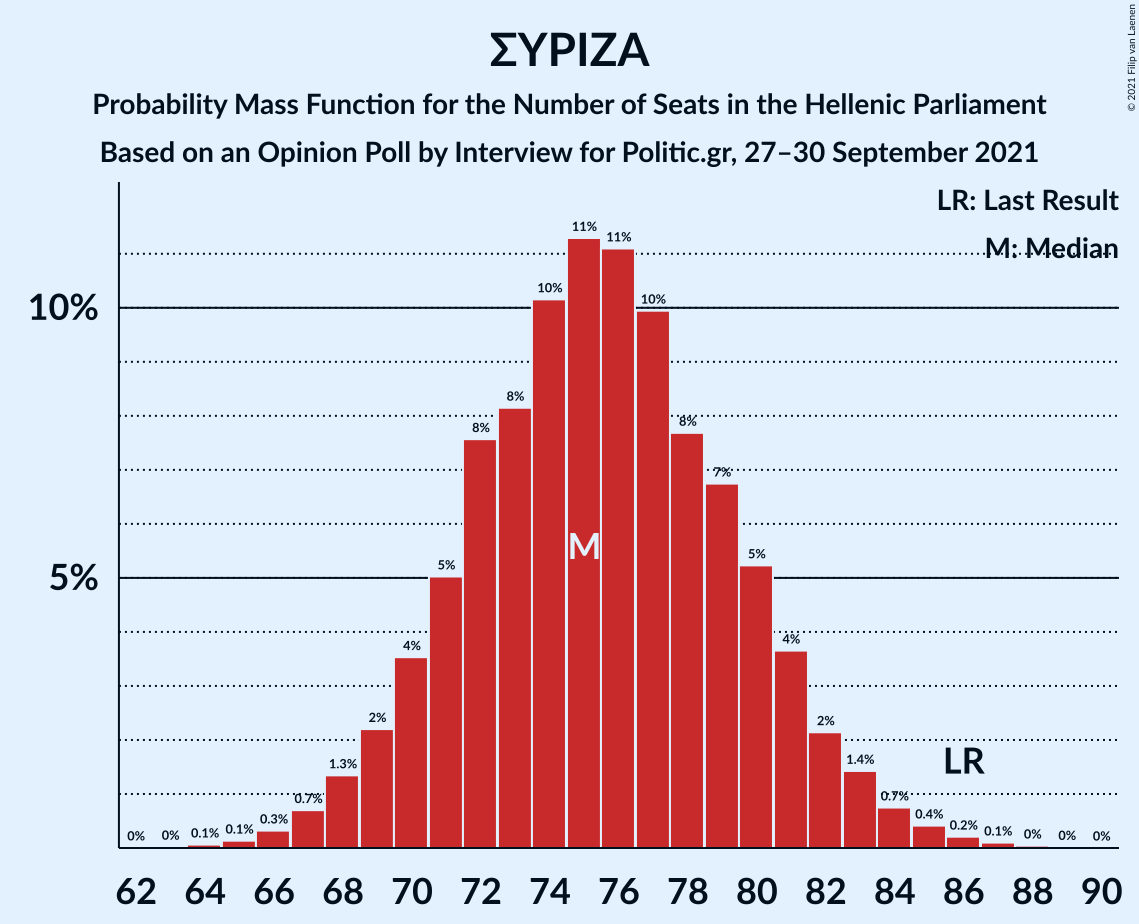 ΣΥΡΙΖΑ
Probability Mass Function for the Number of Seats in the Hellenic Parliament
Based on an Opinion Poll by Interview for Politic.gr, 27–30 September 2021
© 2021 Filip van Laenen
LR: Last Result
M: Median
10%
5%
0% 0% 0.1% 0.1% 0.3% 0.7% 1.3% 2% 4% 5% 8% 8% 10% 11% 11% 10% 8% 7% 5% 4% 2% 1.4% 0.7% 0.4% 0.2% 0.1% 0% 0% 0%
M
LR
62 64 66 68 70 72 74 76 78 80 82 84 86 88 90